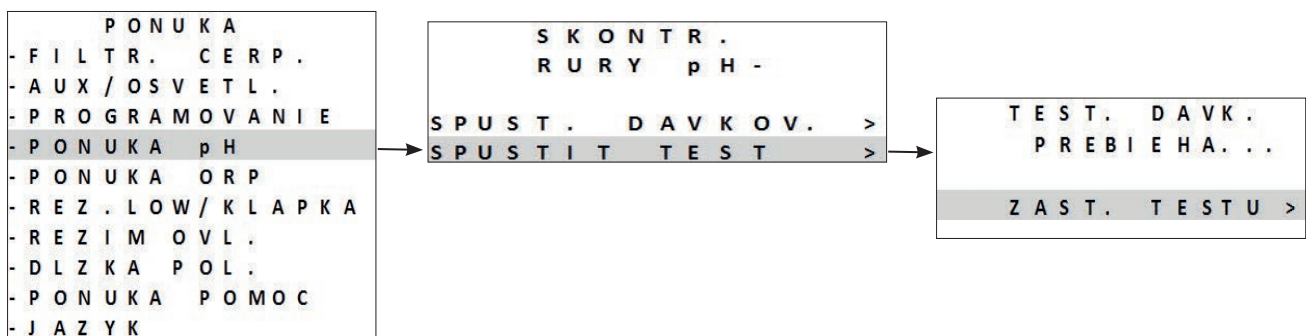 PONUKA
-FILTR. CERP.
-AUX/OSVETL.
-PROGRAMOVANIE
-PONUKA pH
-PONUKA ORP
-REZ.LOW/KLAPKA
-REZIM OVL.
-DLZKA POL.
-PONUKA POMOC
-JAZYK
SKONTR.
RURY pH-
SPUST. DAVKOV. >
SPUSTIT TEST >
TEST. DAVK.
PREBIEHA...
ZAST. TESTU >